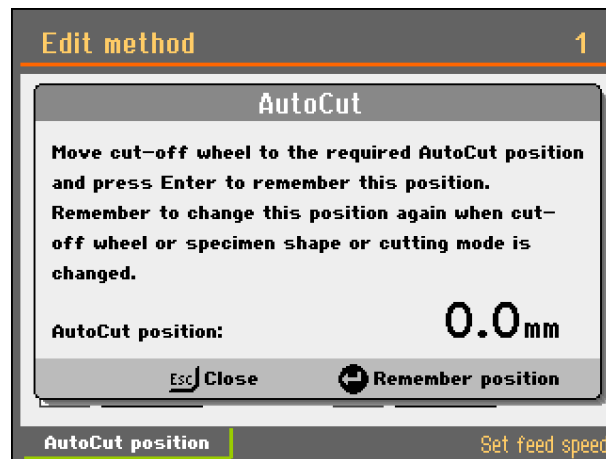 Edit method 1
AutoCut
Move cut-off wheel to the required AutoCut position
and press Enter to remember this position.
Remember to change this position again when cut-
off wheel or specimen shape or cutting mode is
changed.
AutoCut position: 0.0 mm
Esc Close Remember position
AutoCut position Set feed speed